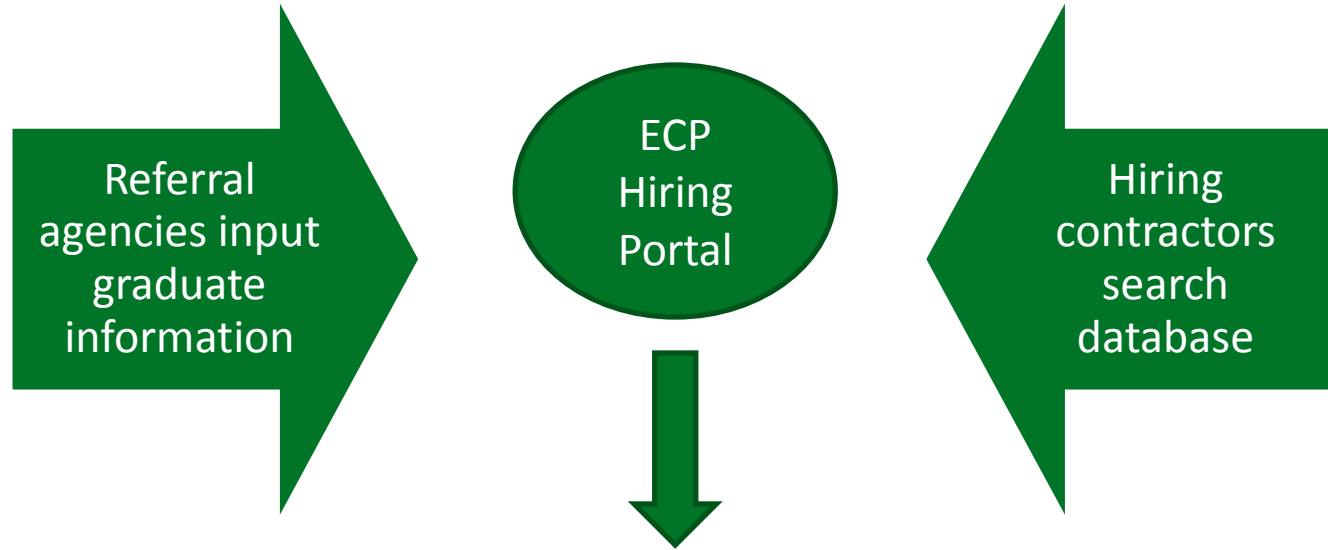 Referral
agencies input
graduate
information
ECP
Hiring
Portal
Hiring
contractors
search
database